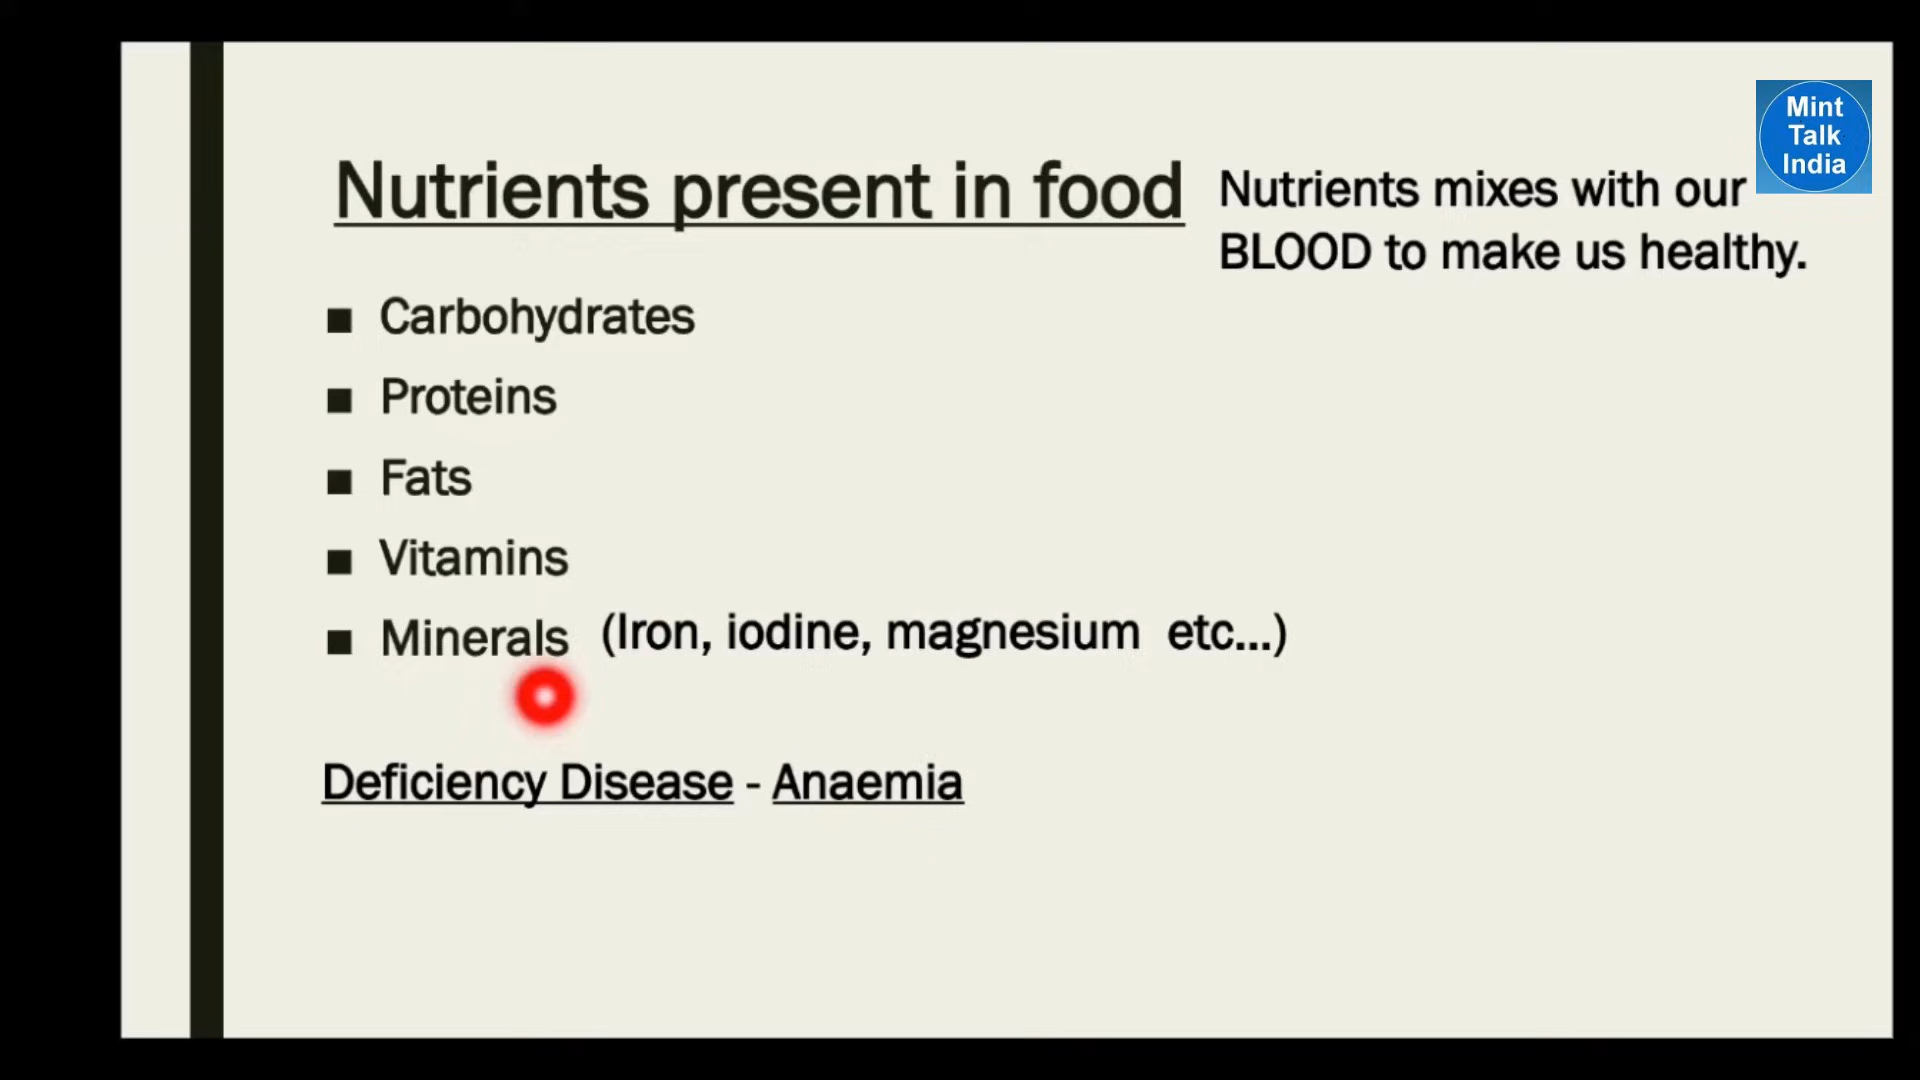 Mint
Talk
India
Nutrients present in food
Nutrients mixes with our
BLOOD to make us healthy.
■ Carbohydrates
■ Proteins
■ Fats
■ Vitamins
■ Minerals (Iron, iodine, magnesium etc...)
Deficiency Disease - Anaemia